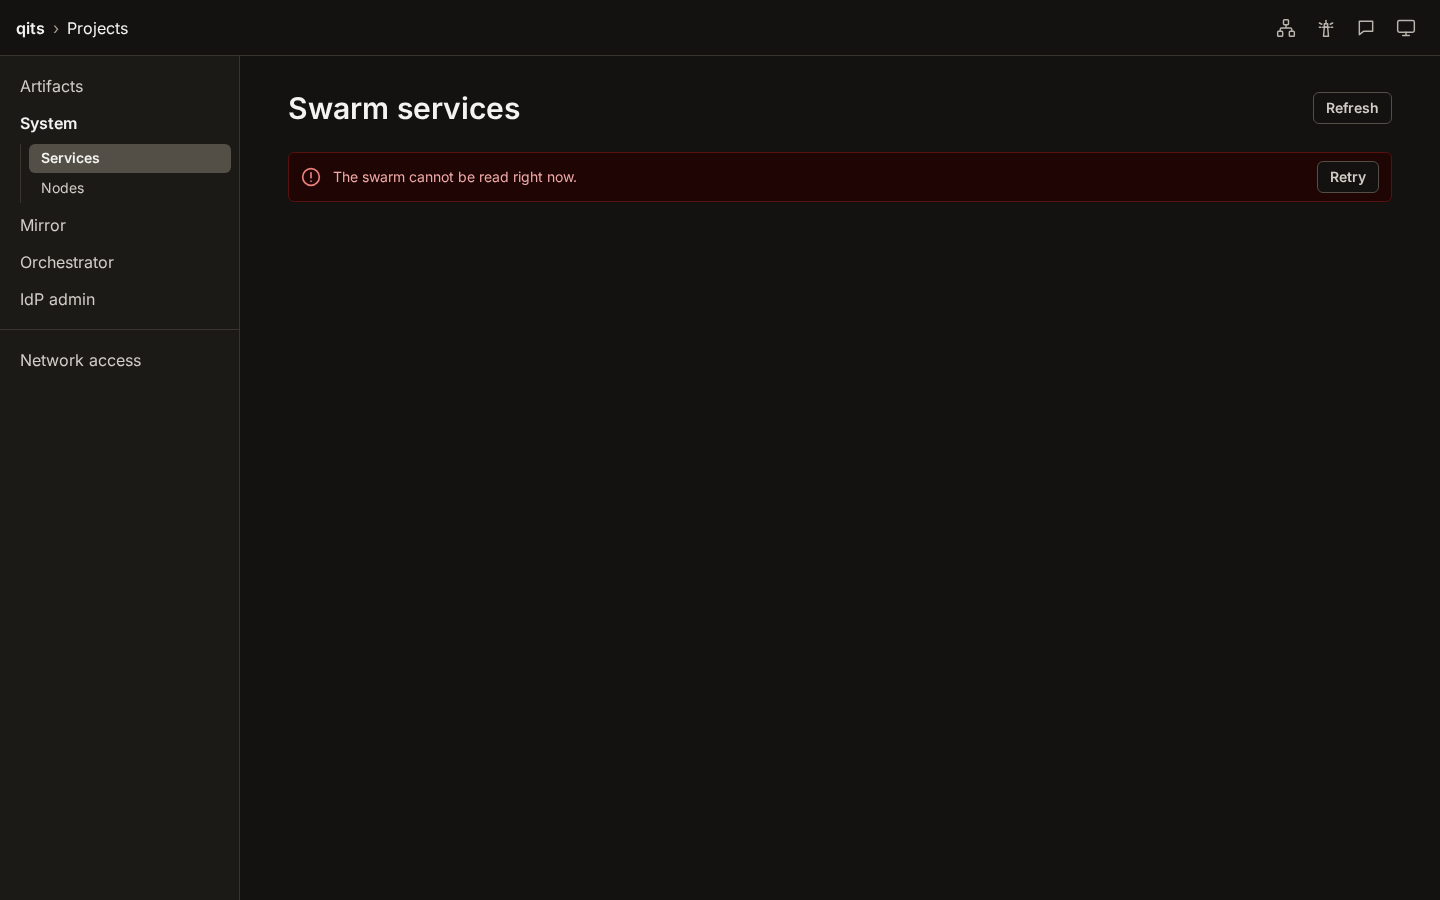 qits › Projects
Artifacts
System
Services
Nodes
Mirror
Orchestrator
IdP admin
Network access
Swarm services
Refresh
The swarm cannot be read right now.
Retry